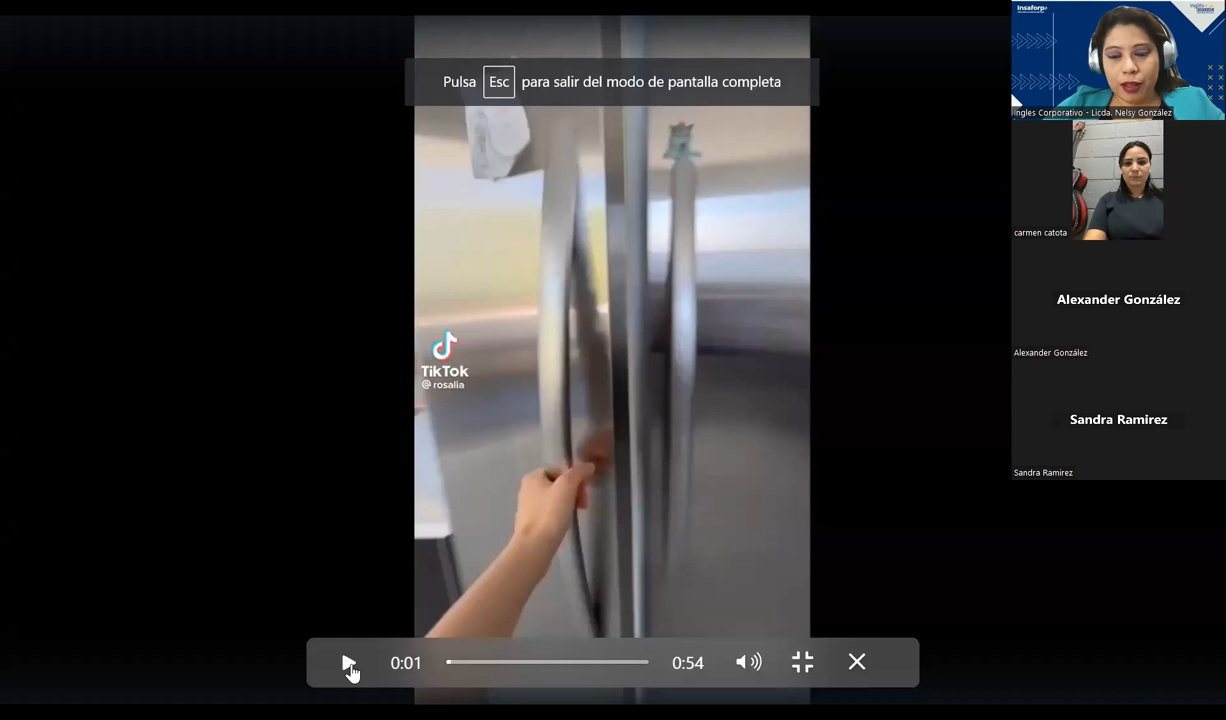 Pulsa Esc para salir del modo de pantalla completa
TikTok
@rosalia
0:01
0:54
Insaforp
Ingles Corporativo - Licda. Nelsy González
carmen catota
Alexander González
Alexander González
Sandra Ramirez
Sandra Ramirez